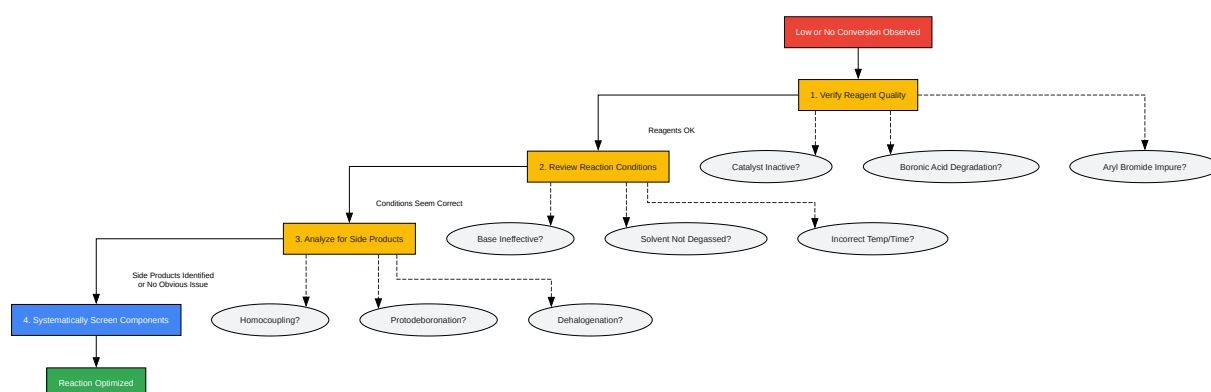 Low or No Conversion Observed
1. Verify Reagent Quality
Reagents OK
2. Review Reaction Conditions
Catalyst Inactive?
Boronic Acid Degradation?
Aryl Bromide Impure?
Conditions Seem Correct
3. Analyze for Side Products
Base Ineffective?
Solvent Not Degassed?
Incorrect Temp/Time?
Side Products Identified
or No Obvious Issue
4. Systematically Screen Components
Homocoupling?
Protodeboronation?
Dehalogenation?
Reaction Optimized